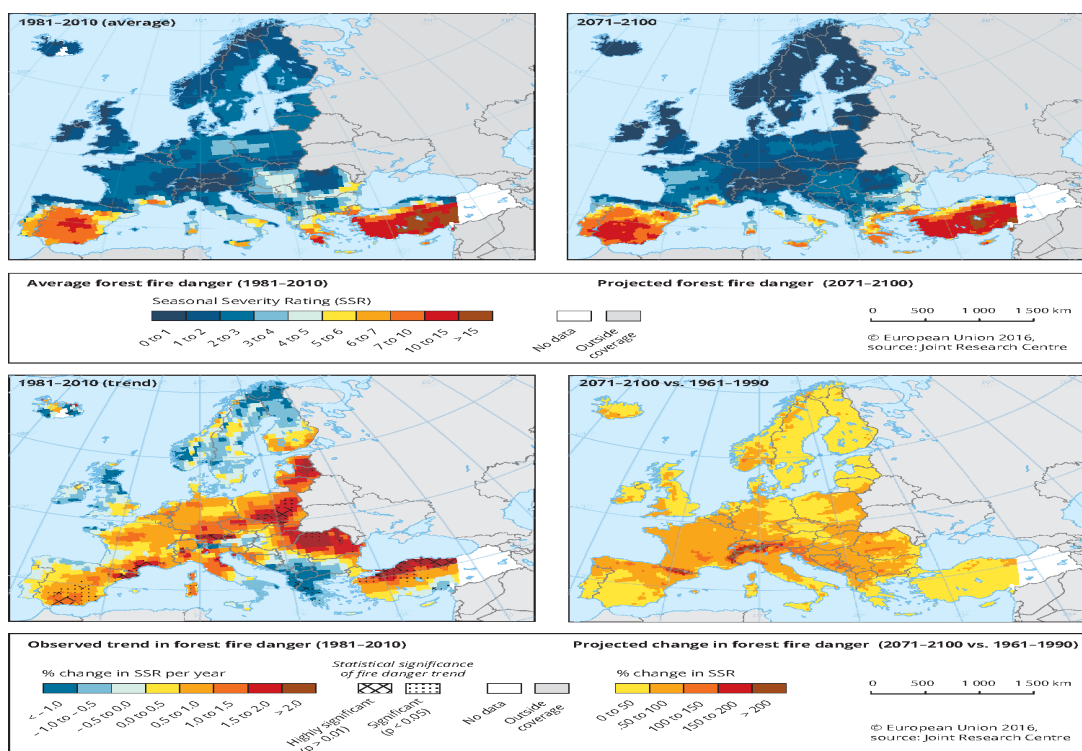 1981–2010 (average)
2071–2100
Average forest fire danger (1981–2010)
Projected forest fire danger (2071–2100)
Seasonal Severity Rating (SSR)
0 to 1
1 to 2
2 to 3
3 to 4
4 to 5
5 to 6
6 to 7
7 to 10
10 to 15
> 15
No data
Outside
coverage
0 500 1 000 1 500 km
© European Union 2016,
source: Joint Research Centre
1981–2010 (trend)
2071–2100 vs. 1961–1990
Observed trend in forest fire danger (1981–2010)
Projected change in forest fire danger (2071–2100 vs. 1961–1990)
% change in SSR per year
< – 1.0
– 1.0 to – 0.5
– 0.5 to 0.0
0.0 to 0.5
0.5 to 1.0
1.0 to 1.5
1.5 to 2.0
> 2.0
Statistical significance
of fire danger trend
Highly significant
(p > 0.01)
Significant
(p < 0.05)
No data
Outside
coverage
% change in SSR
0 to 50
50 to 100
100 to 150
150 to 200
> 200
0 500 1 000 1 500 km
© European Union 2016,
source: Joint Research Centre